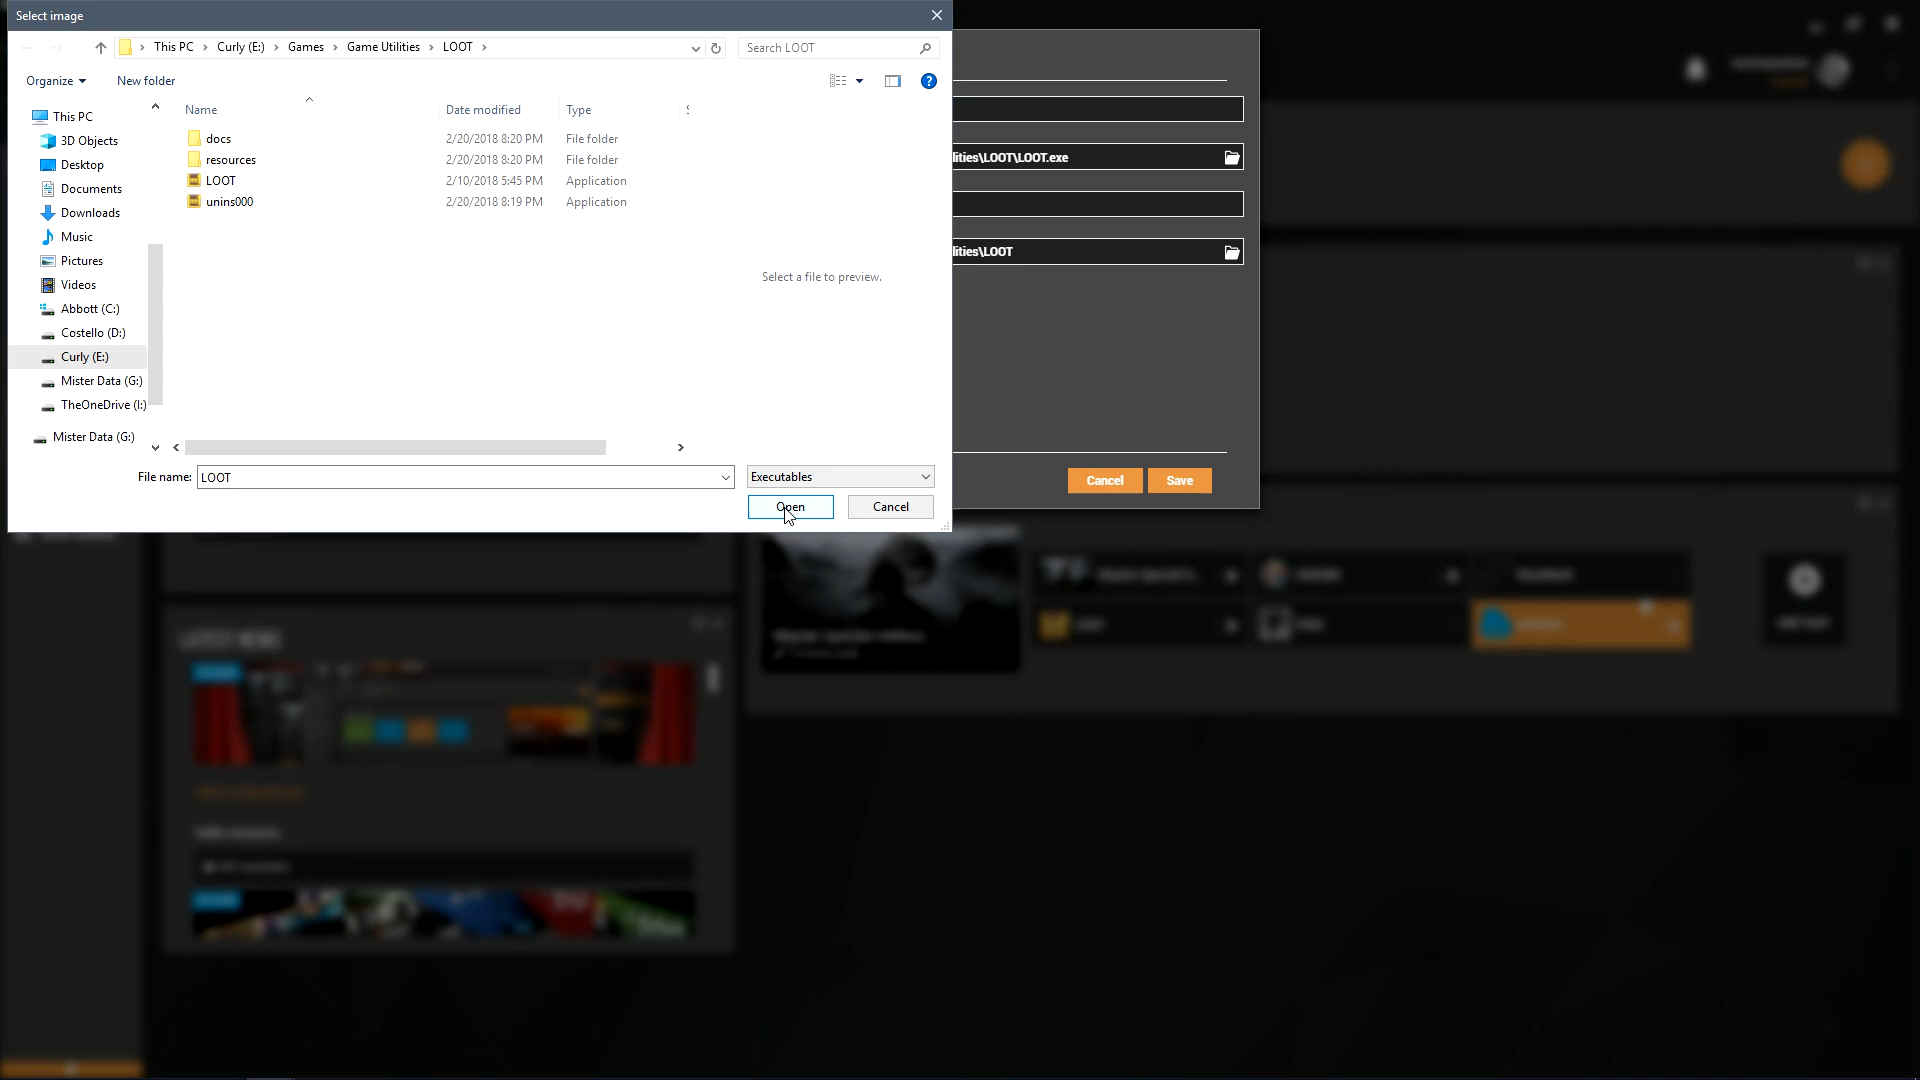 Select image
This PC
Curly (E:)
Games
Game Utilities
LOOT
Search LOOT
Organize
New folder
Name
Date modified
Type
This PC
3D Objects
Desktop
Documents
Downloads
Music
Pictures
Videos
Abbott (C:)
Costello (D:)
Curly (E:)
Mister Data (G:)
TheOneDrive (I:)
Mister Data (G:)
docs 2/20/2018 8:20 PM File folder
resources 2/20/2018 8:20 PM File folder
LOOT 2/10/2018 5:45 PM Application
unins000 2/20/2018 8:19 PM Application
Select a file to preview.
File name: LOOT
Executables
Open
Cancel
lities\LOOT\LOOT.exe
lities\LOOT
Cancel
Save
LATEST NEWS